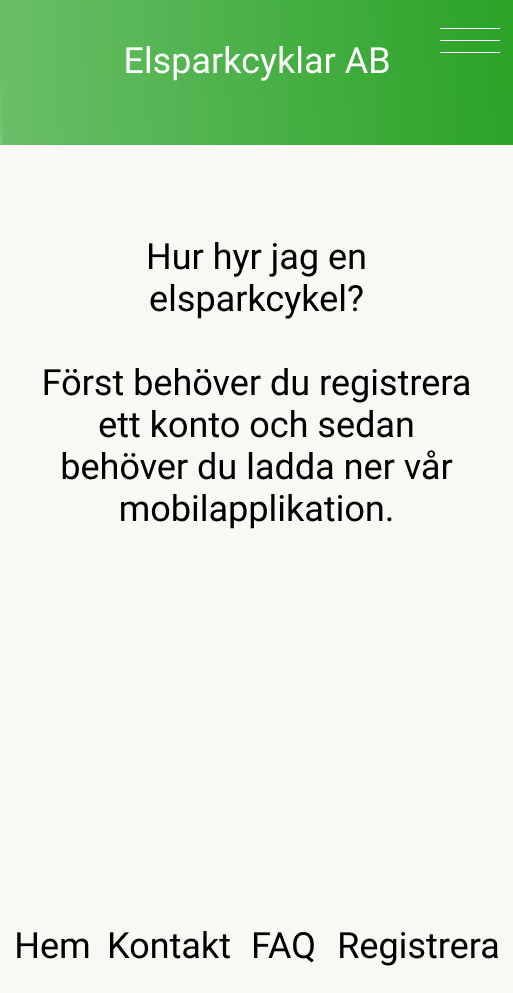 Elsparkcyklar AB
Hur hyr jag en
elsparkcykel?
Först behöver du registrera
ett konto och sedan
behöver du ladda ner vår
mobilapplikation.
Hem Kontakt FAQ Registrera